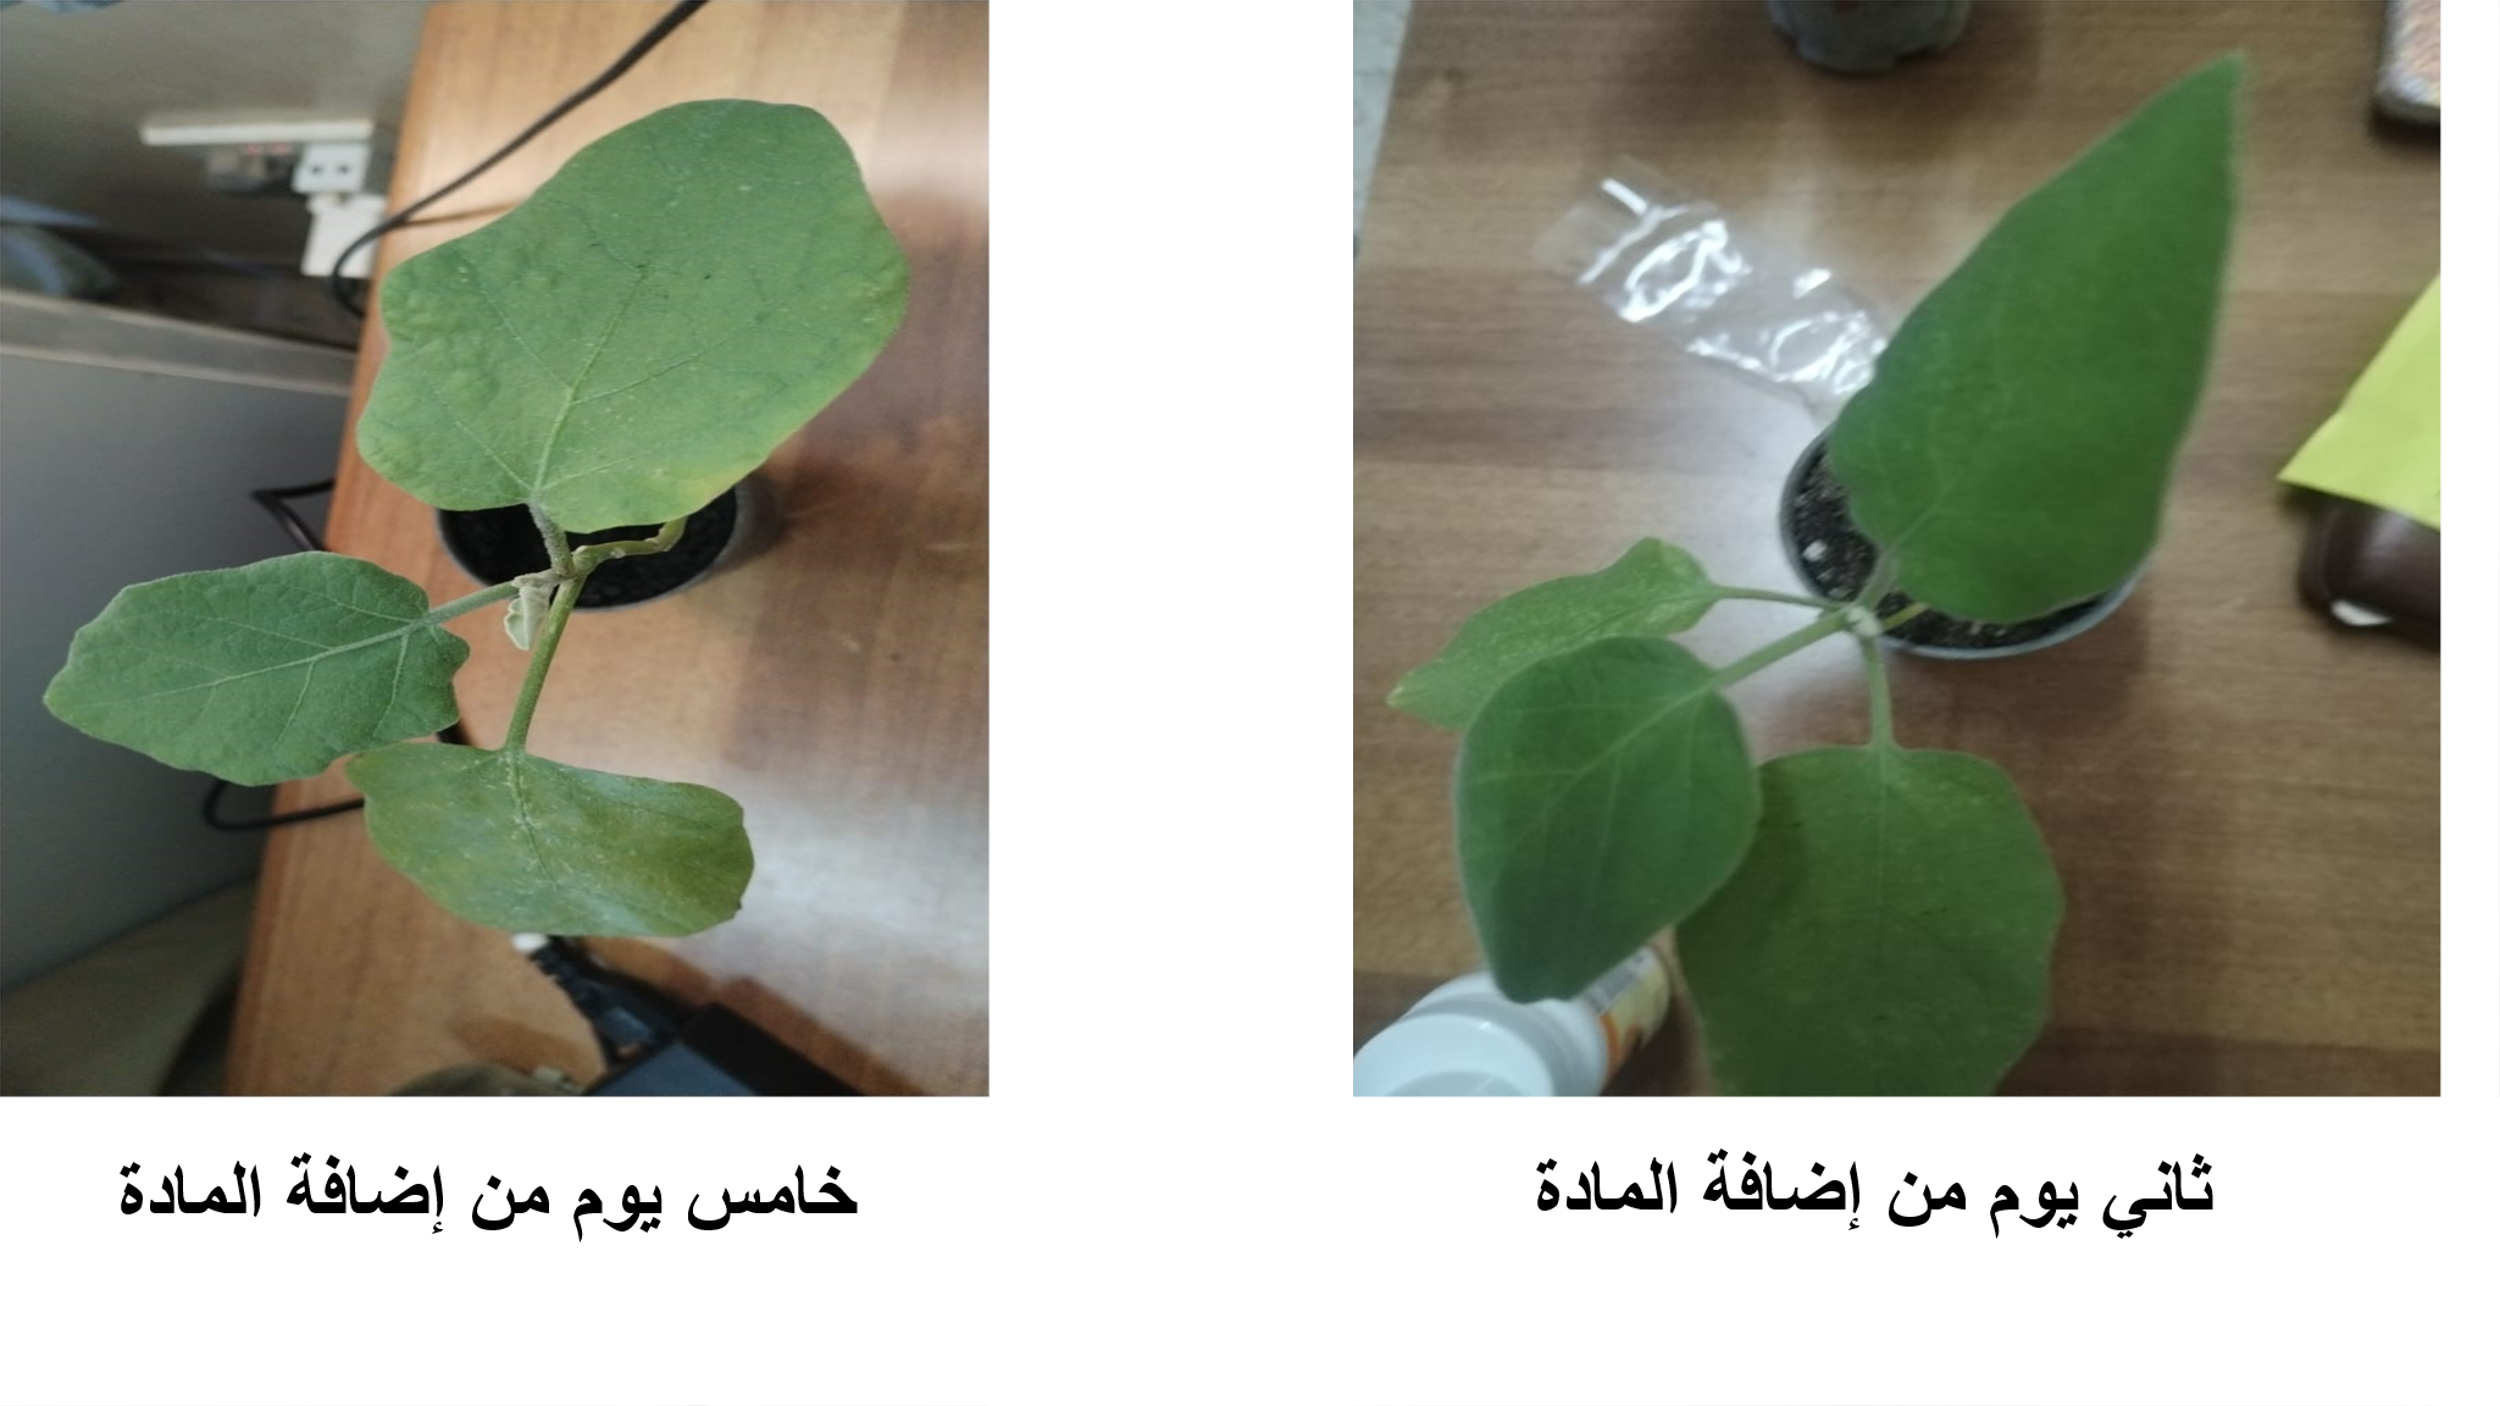 ثاني يوم من إضافة المادة
خامس يوم من إضافة المادة